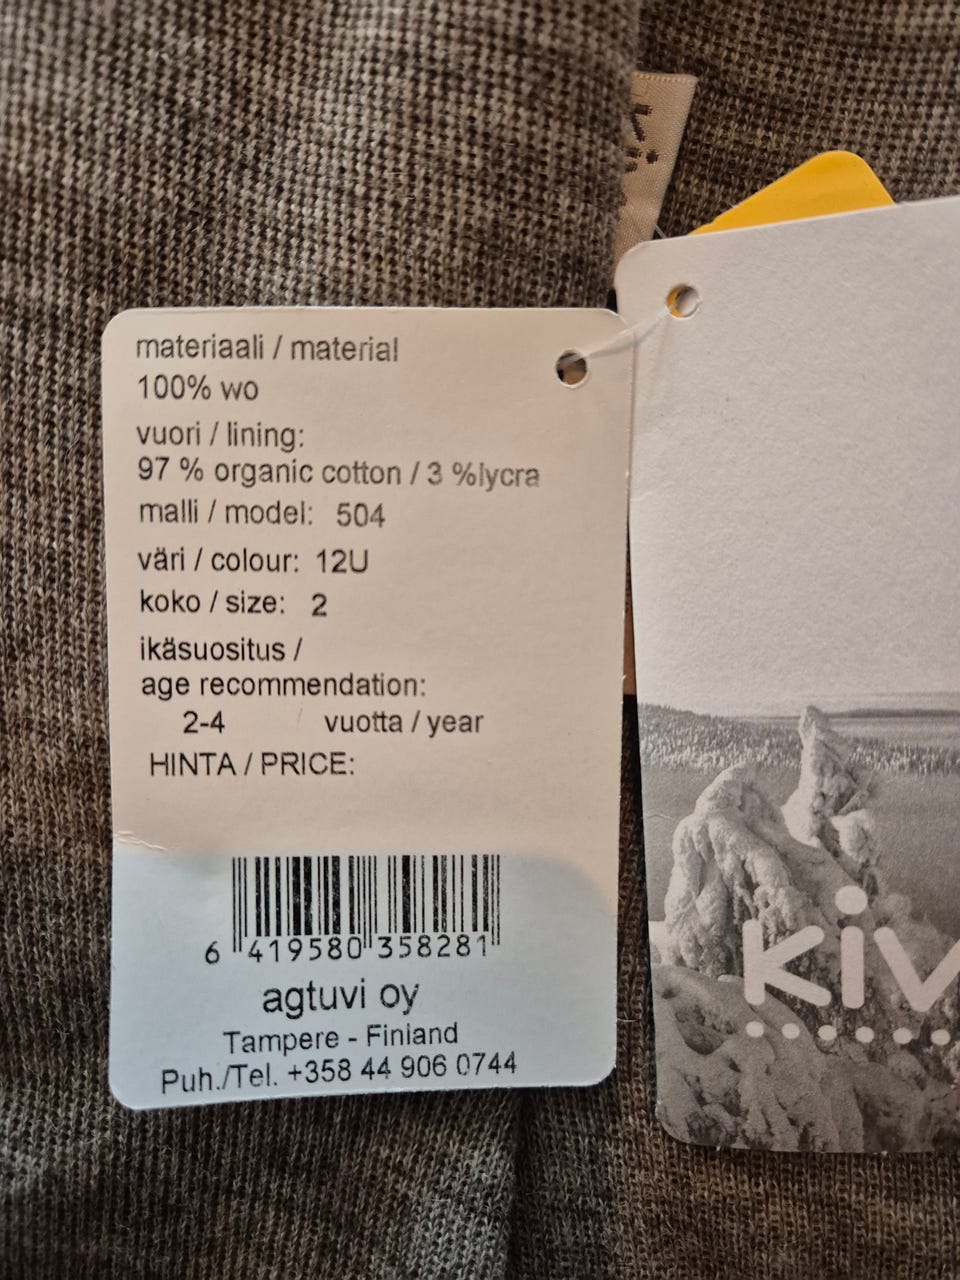 materiaali / material
100% wo
vuori / lining:
97 % organic cotton / 3 %lycra
malli / model: 504
väri / colour: 12U
koko / size: 2
ikäsuositus /
age recommendation:
2-4 vuotta / year
HINTA / PRICE:
6 419580 358281
agtuvi oy
Tampere - Finland
Puh./Tel. +358 44 906 0744
kiv